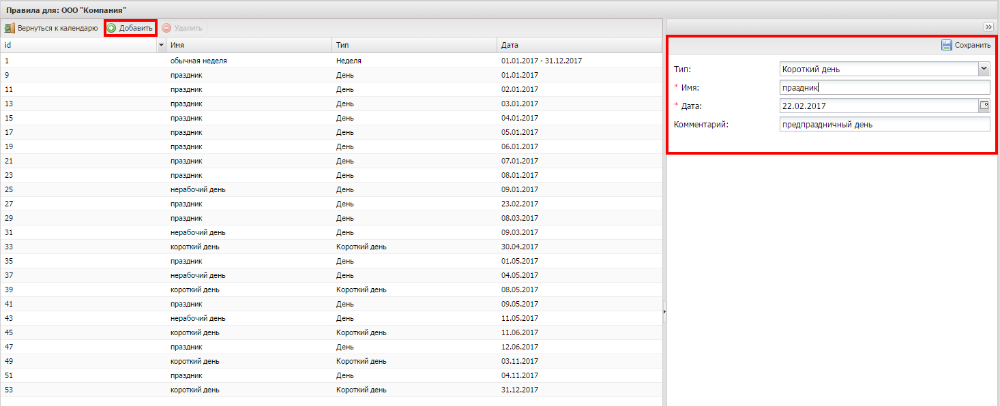 Правила для: ООО "Компания"
Вернуться к календарю Добавить Удалить
id Имя Тип Дата
1 обычная неделя Неделя 01.01.2017 - 31.12.2017
9 праздник День 01.01.2017
11 праздник День 02.01.2017
13 праздник День 03.01.2017
15 праздник День 04.01.2017
17 праздник День 05.01.2017
19 праздник День 06.01.2017
21 праздник День 07.01.2017
23 праздник День 08.01.2017
25 нерабочий день День 09.01.2017
27 праздник День 23.02.2017
29 праздник День 08.03.2017
31 нерабочий день День 09.03.2017
33 короткий день Короткий день 30.04.2017
35 праздник День 01.05.2017
37 нерабочий день День 04.05.2017
39 короткий день Короткий день 08.05.2017
41 праздник День 09.05.2017
43 нерабочий день День 11.05.2017
45 короткий день Короткий день 11.06.2017
47 праздник День 12.06.2017
49 короткий день Короткий день 03.11.2017
51 праздник День 04.11.2017
53 короткий день Короткий день 31.12.2017
Сохранить
Тип: Короткий день
* Имя: праздник
* Дата: 22.02.2017
Комментарий: предпраздничный день